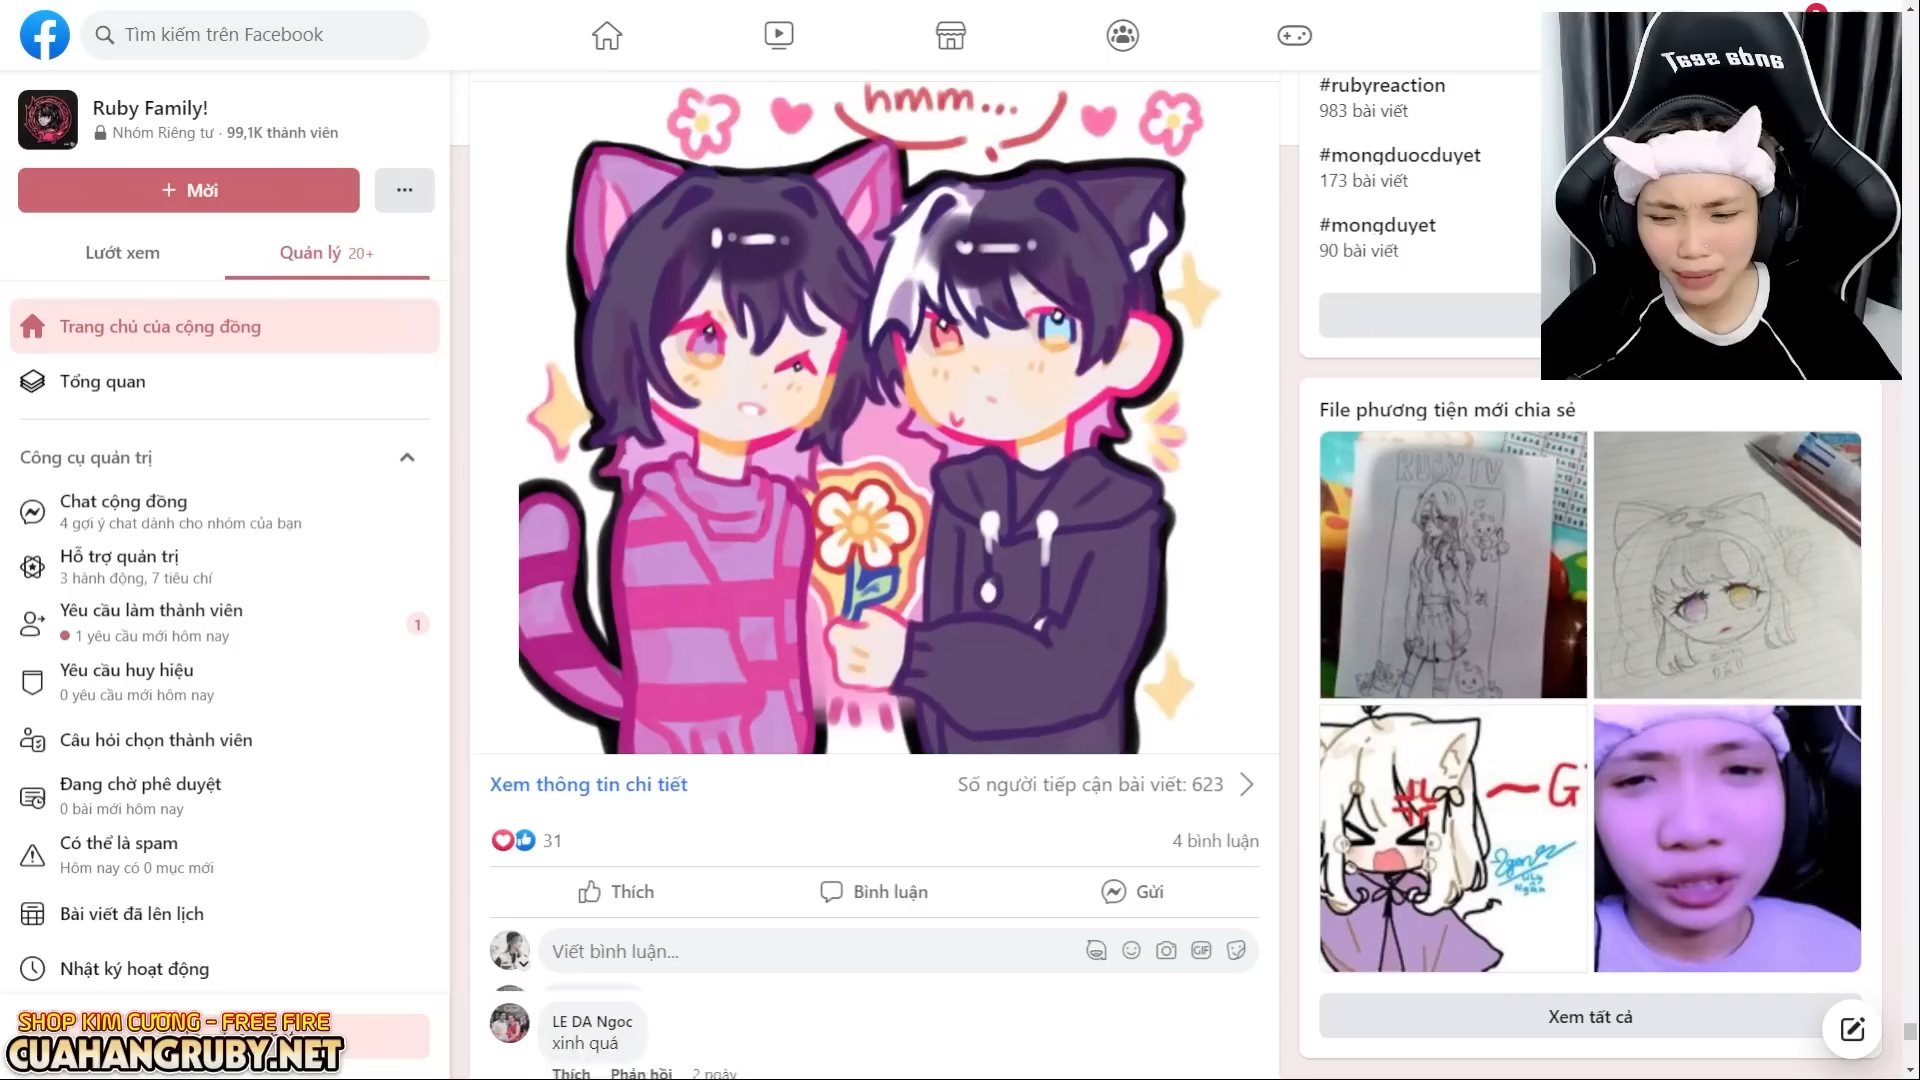 Tìm kiếm trên Facebook
Ruby Family!
Nhóm Riêng tư · 99,1K thành viên
+ Mời
Lướt xem
Quản lý 20+
Trang chủ của cộng đồng
Tổng quan
Công cụ quản trị
Chat cộng đồng
4 gợi ý chat dành cho nhóm của bạn
Hỗ trợ quản trị
3 hành động, 7 tiêu chí
Yêu cầu làm thành viên
1 yêu cầu mới hôm nay
1
Yêu cầu huy hiệu
0 yêu cầu mới hôm nay
Câu hỏi chọn thành viên
Đang chờ phê duyệt
0 bài mới hôm nay
Có thể là spam
Hôm nay có 0 mục mới
Bài viết đã lên lịch
Nhật ký hoạt động
SHOP KIM CƯƠNG - FREE FIRE
CUAHANGRUBY.NET
hmm...
Xem thông tin chi tiết
Số người tiếp cận bài viết: 623
31
4 bình luận
Thích
Bình luận
Gửi
Viết bình luận...
GIF
LE DA Ngoc
xinh quá
Thích Phản hồi 2 ngày
#rubyreaction
983 bài viết
#mongduocduyet
173 bài viết
#mongduyet
90 bài viết
File phương tiện mới chia sẻ
RUBY.TV
Xem tất cả